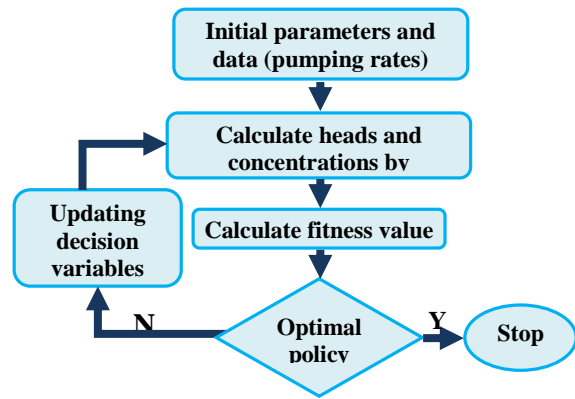 Initial parameters and
data (pumping rates)
Calculate heads and
concentrations by
Calculate fitness value
Updating
decision
variables
N
Optimal
policy
Y
Stop